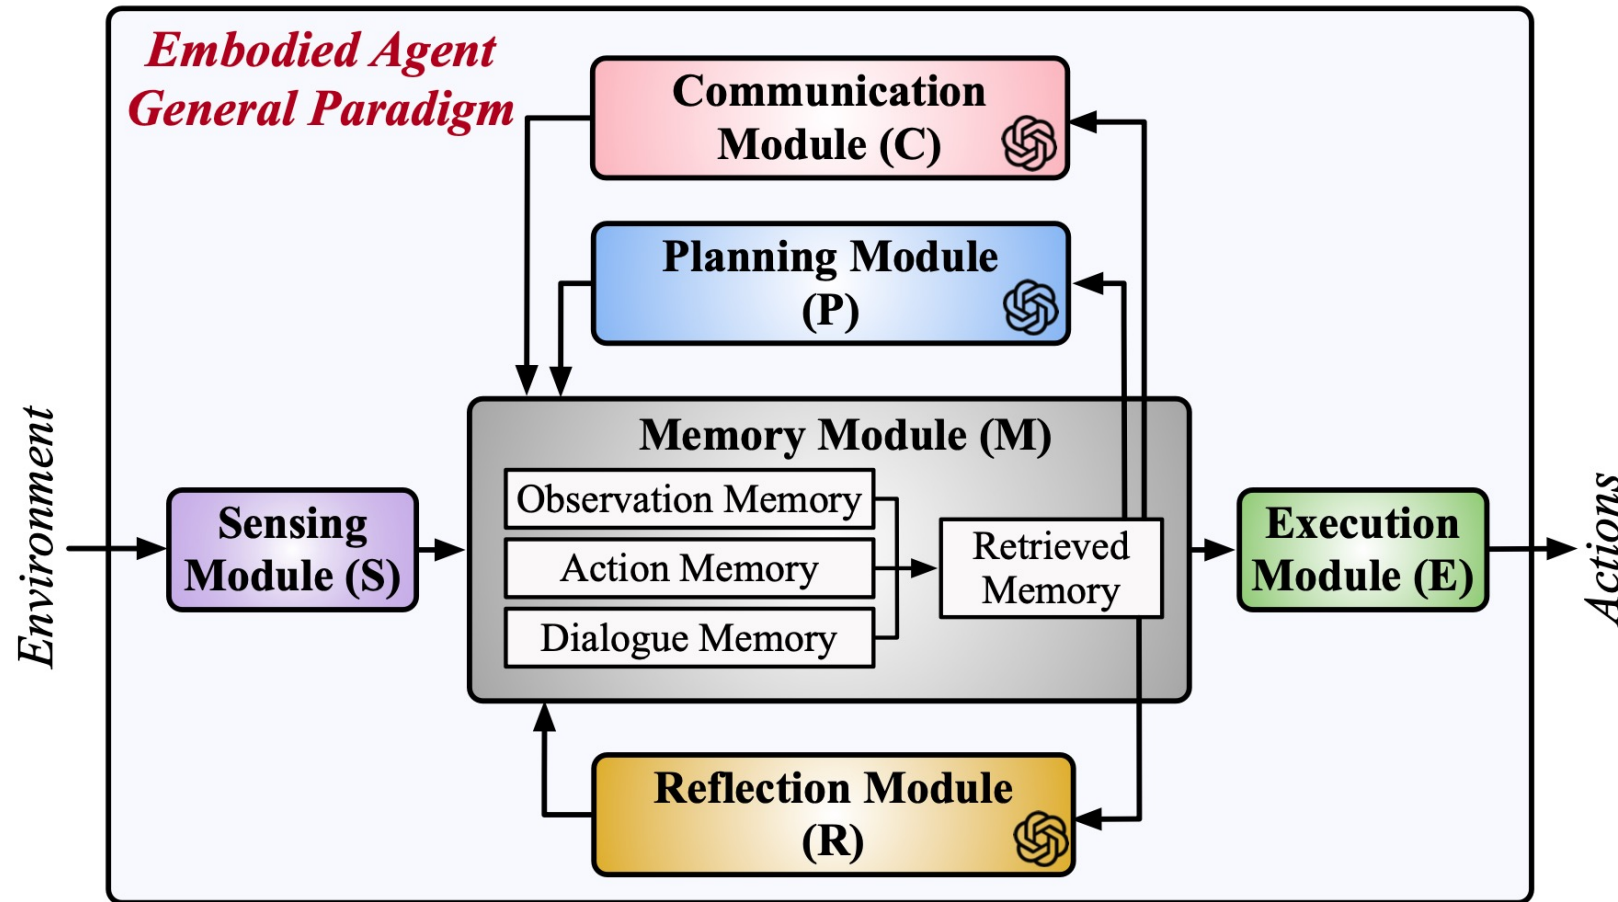 Embodied Agent
General Paradigm
Communication
Module (C)
Planning Module
(P)
Memory Module (M)
Observation Memory
Action Memory
Dialogue Memory
Retrieved
Memory
Environment
Sensing
Module (S)
Execution
Module (E)
Actions
Reflection Module
(R)